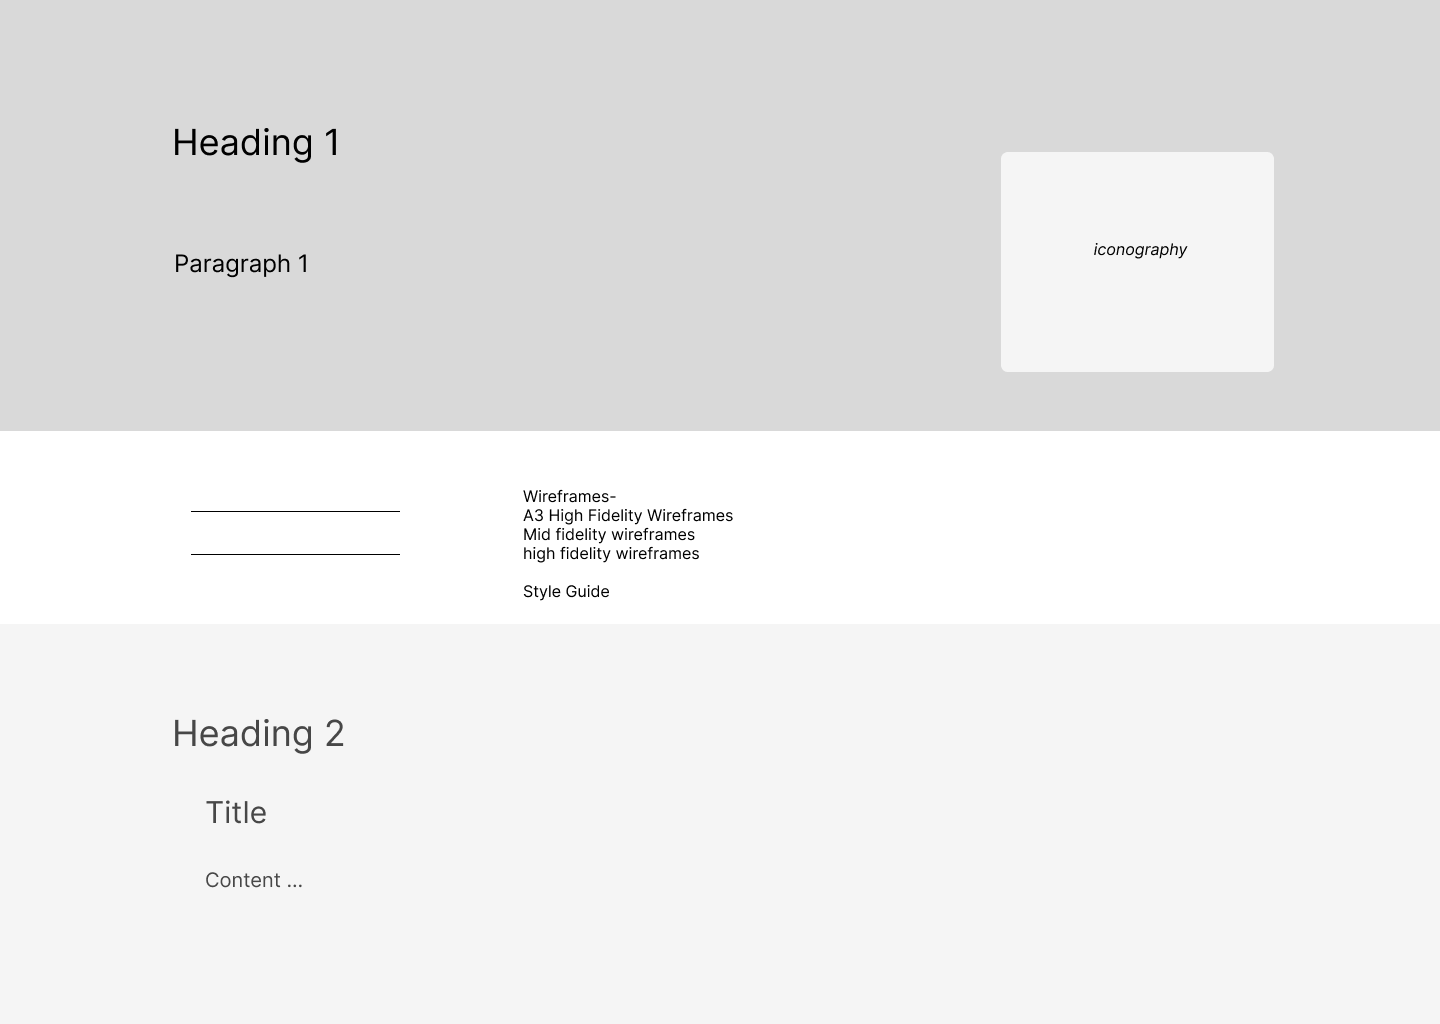 Heading 1
Paragraph 1
iconography
Wireframes-
A3 High Fidelity Wireframes
Mid fidelity wireframes
high fidelity wireframes
Style Guide
Heading 2
Title
Content ...